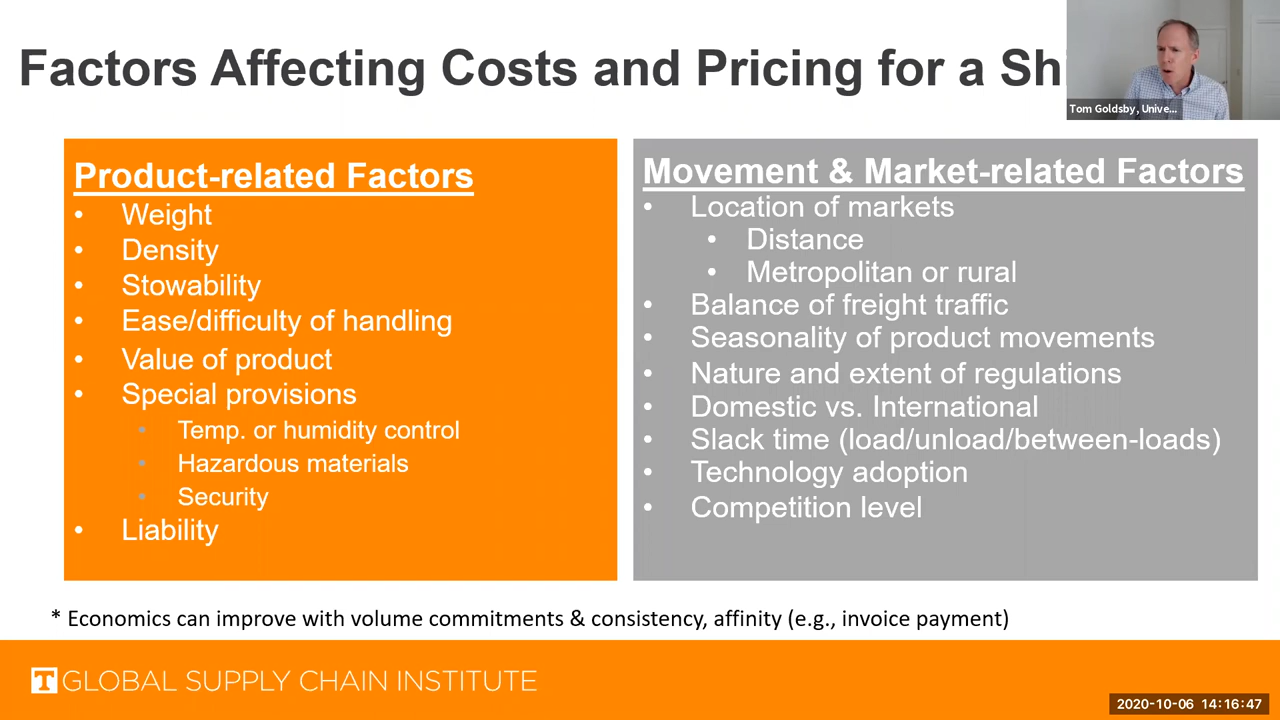 Factors Affecting Costs and Pricing for a
Tom Goldsby, Unive...
Product-related Factors
• Weight
• Density
• Stowability
• Ease/difficulty of handling
• Value of product
• Special provisions
• Temp. or humidity control
• Hazardous materials
• Security
• Liability
Movement & Market-related Factors
• Location of markets
• Distance
• Metropolitan or rural
• Balance of freight traffic
• Seasonality of product movements
• Nature and extent of regulations
• Domestic vs. International
• Slack time (load/unload/between-loads)
• Technology adoption
• Competition level
* Economics can improve with volume commitments & consistency, affinity (e.g., invoice payment)
T GLOBAL SUPPLY CHAIN INSTITUTE
2020-10-06 14:16:47